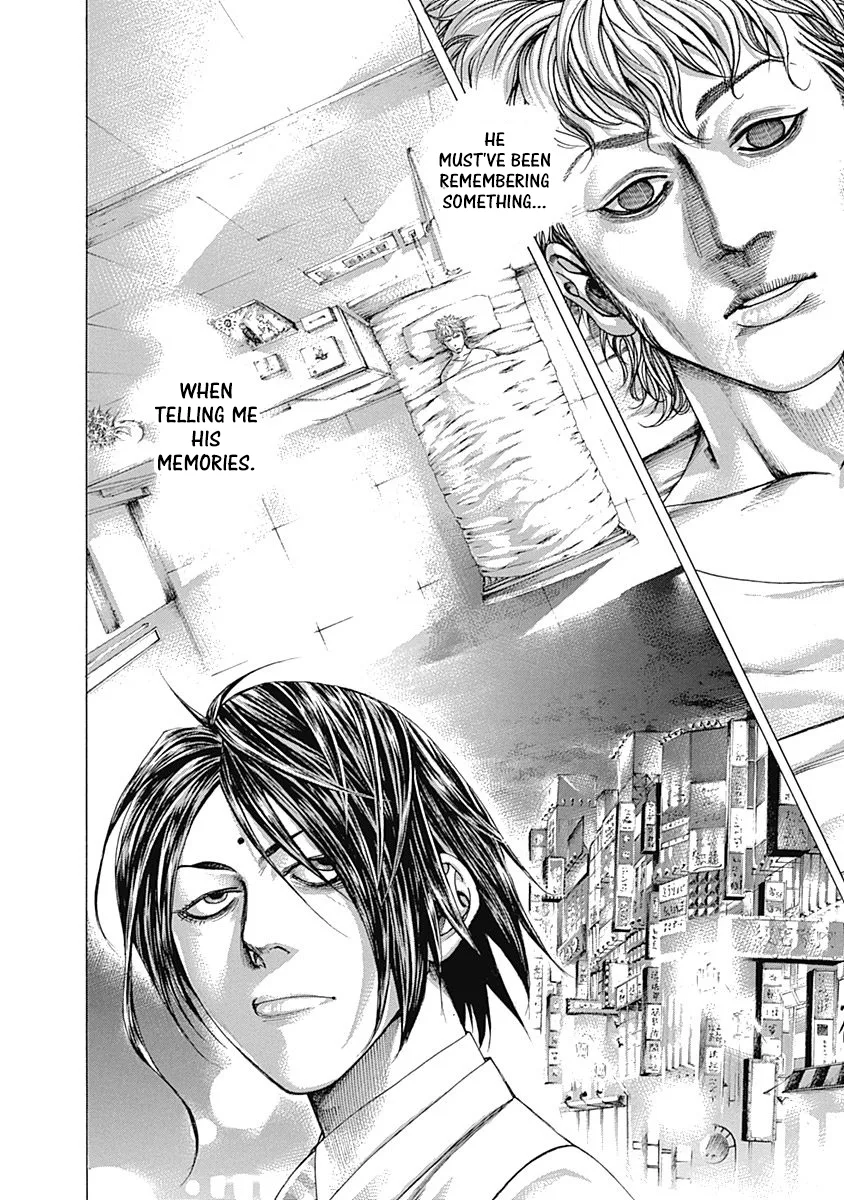 HE
MUST'VE BEEN
REMEMBERING
SOMETHING...
WHEN
TELLING ME
HIS
MEMORIES.